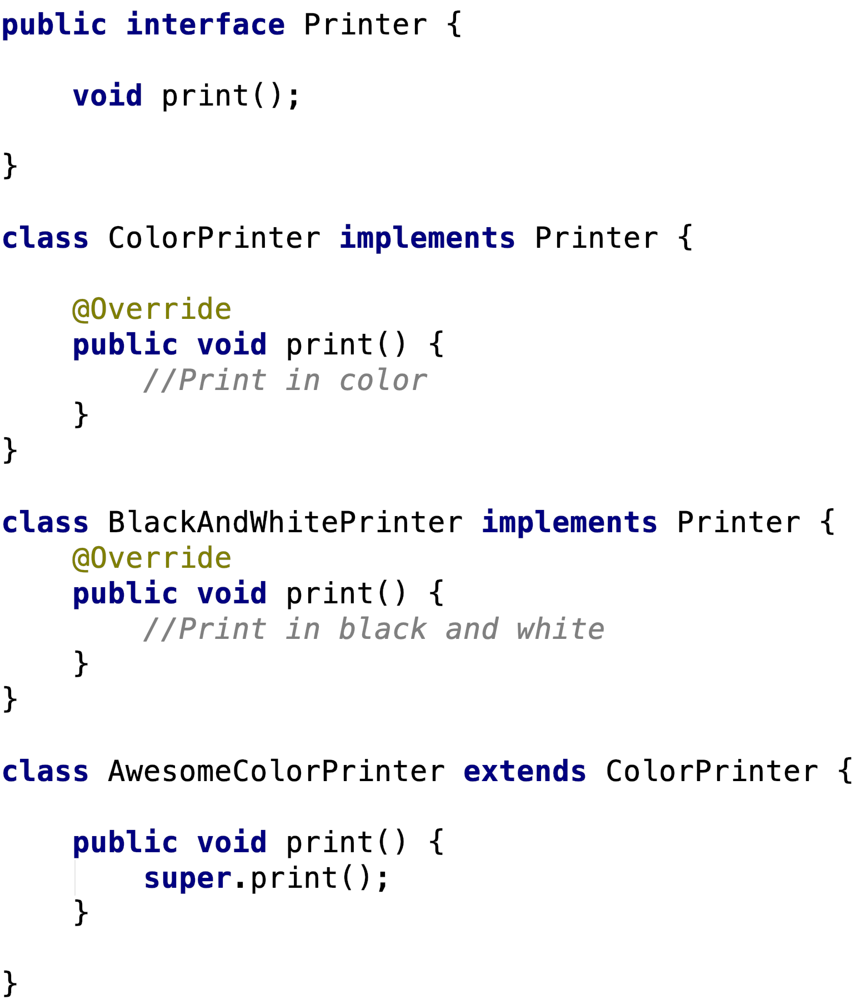 public interface Printer {
void print();
}
class ColorPrinter implements Printer {
@Override
public void print() {
//Print in color
}
}
class BlackAndWhitePrinter implements Printer {
@Override
public void print() {
//Print in black and white
}
}
class AwesomeColorPrinter extends ColorPrinter {
public void print() {
super.print();
}
}